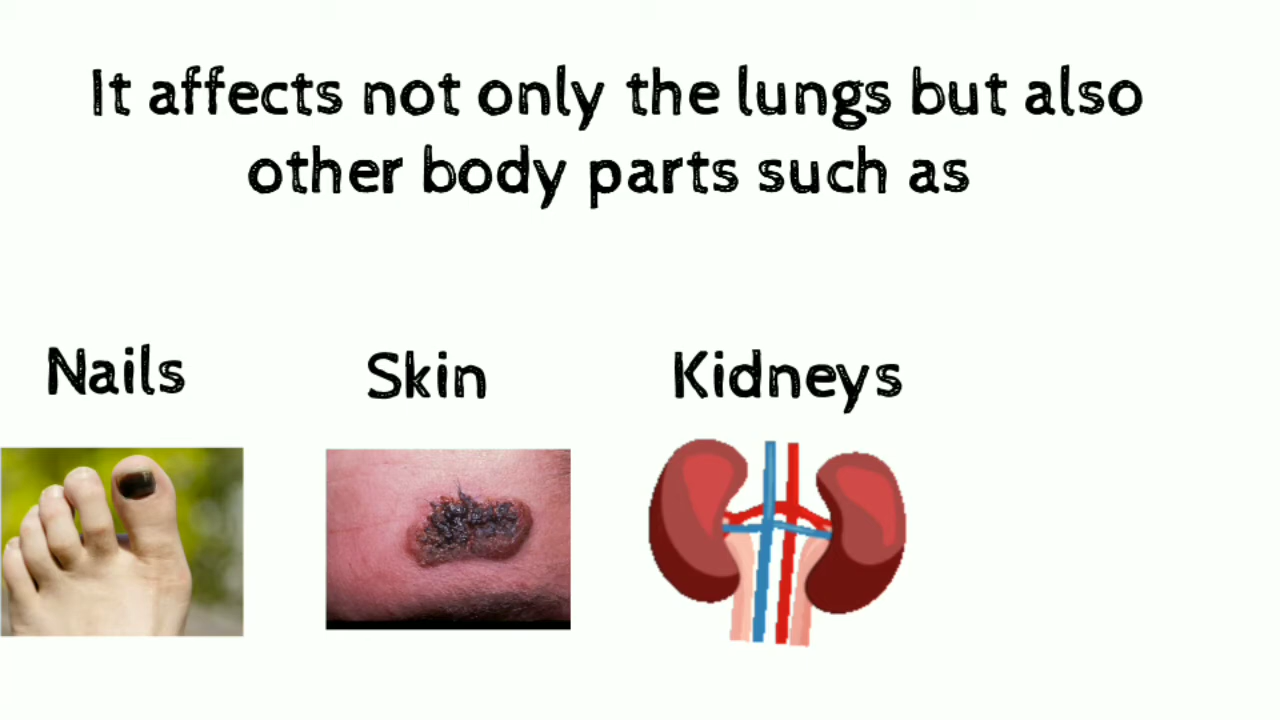 It affects not only the lungs but also
other body parts such as
Nails
Skin
Kidneys